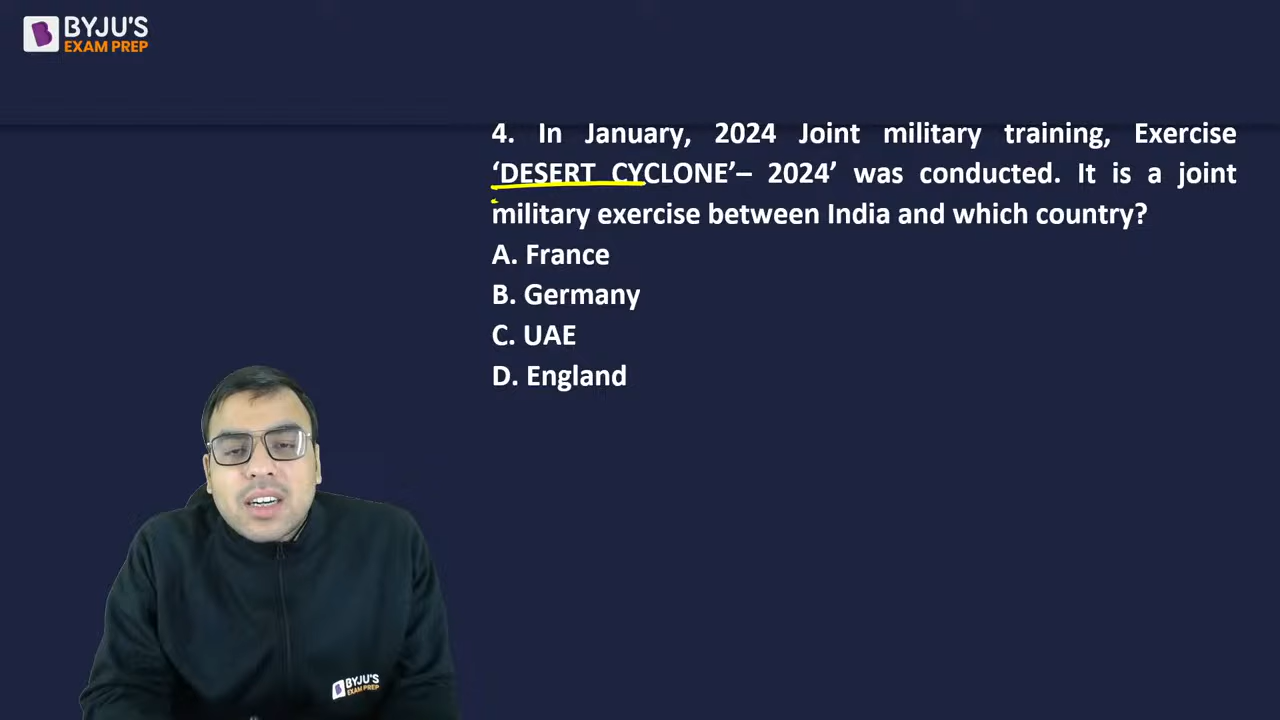 BYJU'S
EXAM PREP
4. In January, 2024 Joint military training, Exercise
‘DESERT CYCLONE’– 2024’ was conducted. It is a joint
military exercise between India and which country?
A. France
B. Germany
C. UAE
D. England
BYJU'S
EXAM PREP